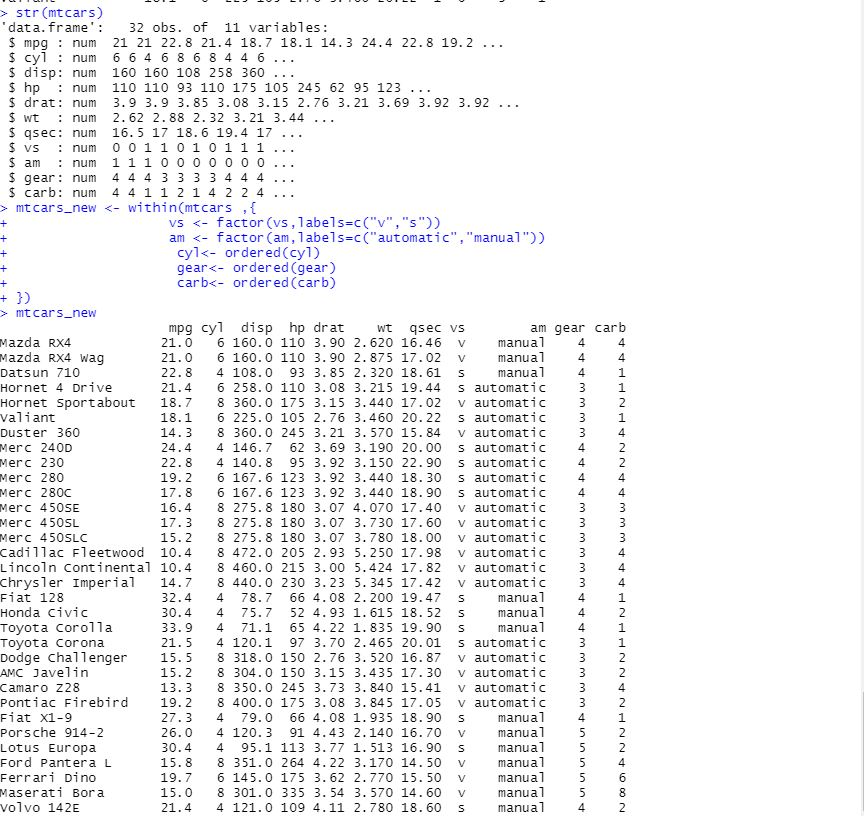 > str(mtcars)
'data.frame':   32 obs. of  11 variables:
 $ mpg : num  21 21 22.8 21.4 18.7 18.1 14.3 24.4 22.8 19.2 ...
 $ cyl : num  6 6 4 6 8 6 8 4 4 6 ...
 $ disp: num  160 160 108 258 360 ...
 $ hp  : num  110 110 93 110 175 105 245 62 95 123 ...
 $ drat: num  3.9 3.9 3.85 3.08 3.15 2.76 3.21 3.69 3.92 3.92 ...
 $ wt  : num  2.62 2.88 2.32 3.21 3.44 ...
 $ qsec: num  16.5 17 18.6 19.4 17 ...
 $ vs  : num  0 0 1 1 0 1 0 1 1 1 ...
 $ am  : num  1 1 1 0 0 0 0 0 0 0 ...
 $ gear: num  4 4 4 3 3 3 3 4 4 4 ...
 $ carb: num  4 4 1 1 2 1 4 2 2 4 ...
> mtcars_new <- within(mtcars ,{
+                    vs <- factor(vs,labels=c("v","s"))
+                    am <- factor(am,labels=c("automatic","manual"))
+                     cyl<- ordered(cyl)
+                     gear<- ordered(gear)
+                     carb<- ordered(carb)
+ })
> mtcars_new
                     mpg cyl  disp  hp drat    wt  qsec vs        am gear carb
Mazda RX4           21.0   6 160.0 110 3.90 2.620 16.46  v    manual    4    4
Mazda RX4 Wag       21.0   6 160.0 110 3.90 2.875 17.02  v    manual    4    4
Datsun 710          22.8   4 108.0  93 3.85 2.320 18.61  s    manual    4    1
Hornet 4 Drive      21.4   6 258.0 110 3.08 3.215 19.44  s automatic    3    1
Hornet Sportabout   18.7   8 360.0 175 3.15 3.440 17.02  v automatic    3    2
Valiant             18.1   6 225.0 105 2.76 3.460 20.22  s automatic    3    1
Duster 360          14.3   8 360.0 245 3.21 3.570 15.84  v automatic    3    4
Merc 240D           24.4   4 146.7  62 3.69 3.190 20.00  s automatic    4    2
Merc 230            22.8   4 140.8  95 3.92 3.150 22.90  s automatic    4    2
Merc 280            19.2   6 167.6 123 3.92 3.440 18.30  s automatic    4    4
Merc 280C           17.8   6 167.6 123 3.92 3.440 18.90  s automatic    4    4
Merc 450SE          16.4   8 275.8 180 3.07 4.070 17.40  v automatic    3    3
Merc 450SL          17.3   8 275.8 180 3.07 3.730 17.60  v automatic    3    3
Merc 450SLC         15.2   8 275.8 180 3.07 3.780 18.00  v automatic    3    3
Cadillac Fleetwood  10.4   8 472.0 205 2.93 5.250 17.98  v automatic    3    4
Lincoln Continental 10.4   8 460.0 215 3.00 5.424 17.82  v automatic    3    4
Chrysler Imperial   14.7   8 440.0 230 3.23 5.345 17.42  v automatic    3    4
Fiat 128            32.4   4  78.7  66 4.08 2.200 19.47  s    manual    4    1
Honda Civic         30.4   4  75.7  52 4.93 1.615 18.52  s    manual    4    2
Toyota Corolla      33.9   4  71.1  65 4.22 1.835 19.90  s    manual    4    1
Toyota Corona       21.5   4 120.1  97 3.70 2.465 20.01  s automatic    3    1
Dodge Challenger    15.5   8 318.0 150 2.76 3.520 16.87  v automatic    3    2
AMC Javelin         15.2   8 304.0 150 3.15 3.435 17.30  v automatic    3    2
Camaro Z28          13.3   8 350.0 245 3.73 3.840 15.41  v automatic    3    4
Pontiac Firebird    19.2   8 400.0 175 3.08 3.845 17.05  v automatic    3    2
Fiat X1-9           27.3   4  79.0  66 4.08 1.935 18.90  s    manual    4    1
Porsche 914-2       26.0   4 120.3  91 4.43 2.140 16.70  v    manual    5    2
Lotus Europa        30.4   4  95.1 113 3.77 1.513 16.90  s    manual    5    2
Ford Pantera L      15.8   8 351.0 264 4.22 3.170 14.50  v    manual    5    4
Ferrari Dino        19.7   6 145.0 175 3.62 2.770 15.50  v    manual    5    6
Maserati Bora       15.0   8 301.0 335 3.54 3.570 14.60  v    manual    5    8
Volvo 142E          21.4   4 121.0 109 4.11 2.780 18.60  s    manual    4    2